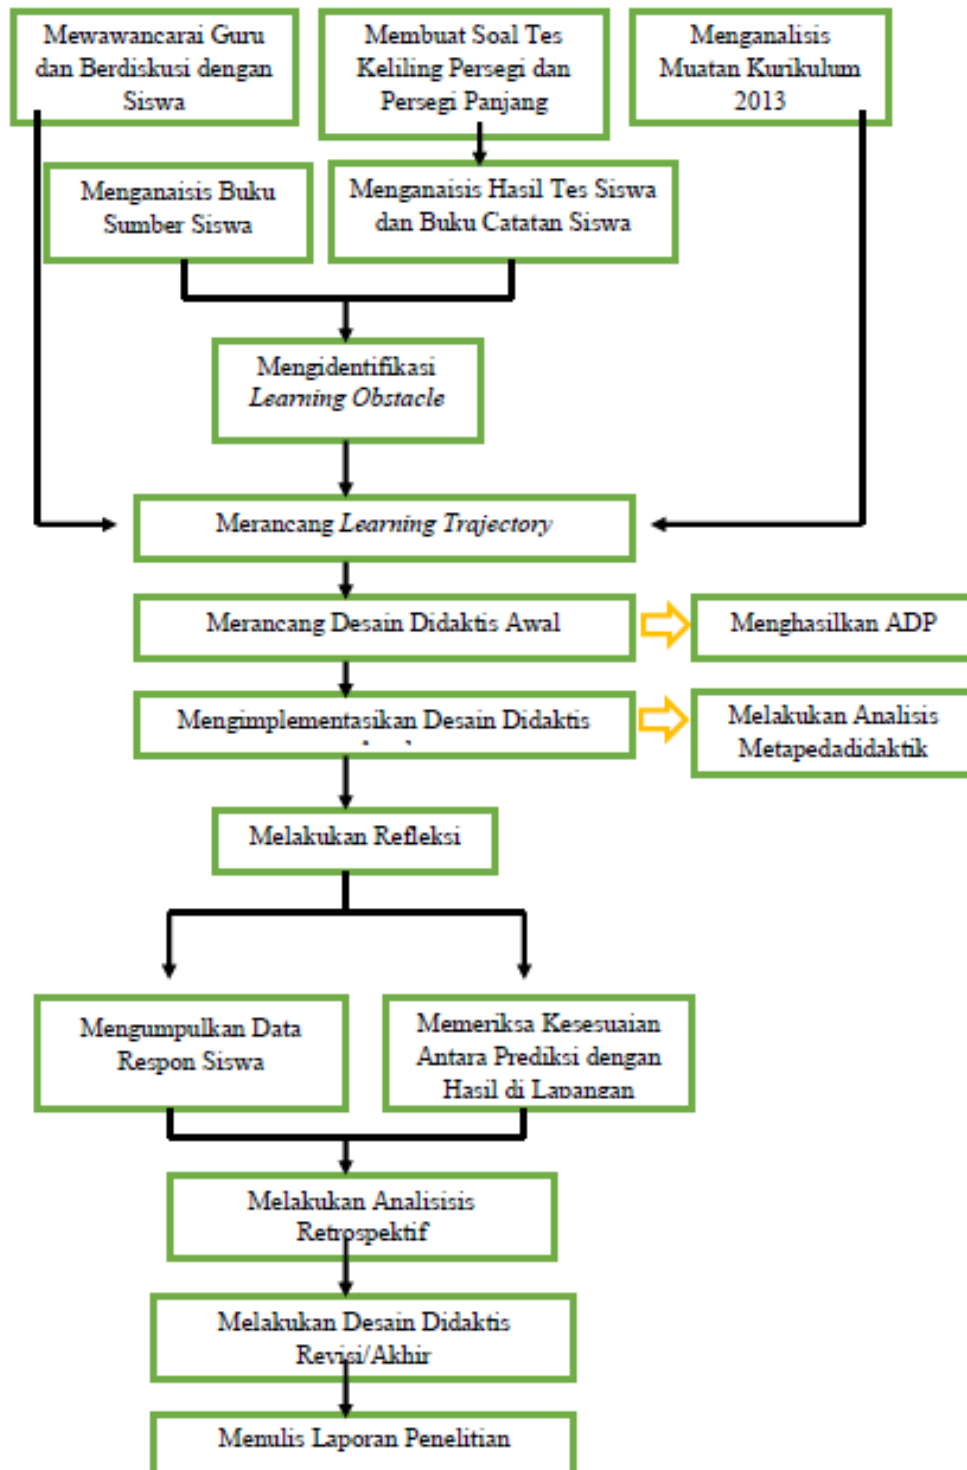 Mewawancarai Guru
dan Berdiskusi dengan
Siswa
Membuat Soal Tes
Keliling Persegi dan
Persegi Panjang
Menganalisis
Muatan Kurikulum
2013
Menganaisis Buku
Sumber Siswa
Menganaisis Hasil Tes Siswa
dan Buku Catatan Siswa
Mengidentifikasi
Learning Obstacle
Merancang Learning Trajectory
Merancang Desain Didaktis Awal
Menghasilkan ADP
Mengimplementasikan Desain Didaktis
Melakukan Analisis
Metapedadidaktik
Melakukan Refleksi
Mengumpulkan Data
Respon Siswa
Memeriksa Kesesuaian
Antara Prediksi dengan
Hasil di Lapangan
Melakukan Analisisis
Retrospektif
Melakukan Desain Didaktis
Revisi/Akhir
Menulis Laporan Penelitian